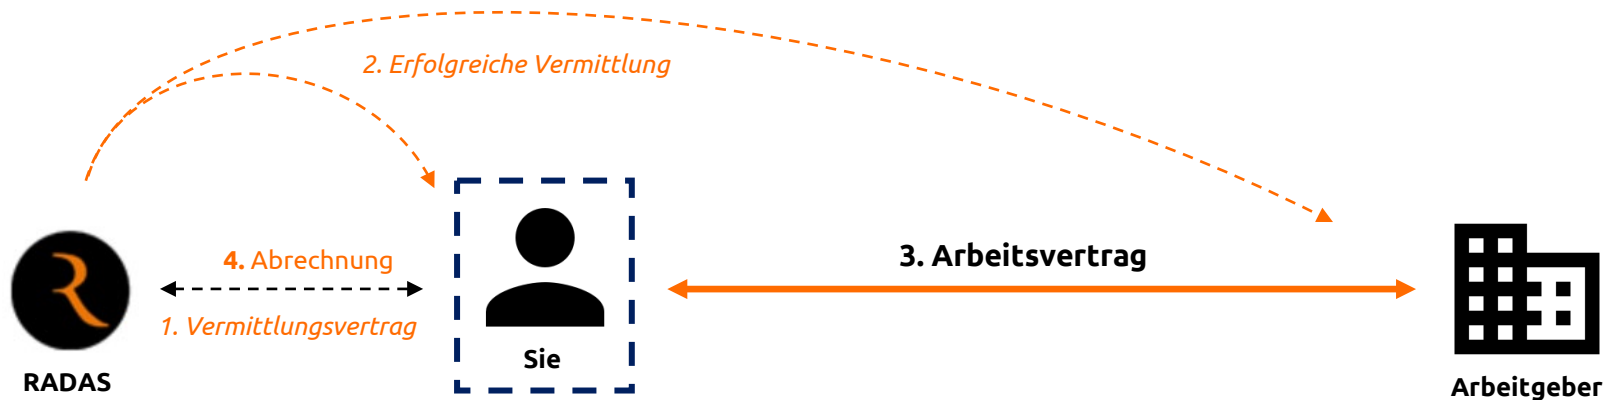 2. Erfolgreiche Vermittlung
3. Arbeitsvertrag
4. Abrechnung
1. Vermittlungsvertrag
Sie
RADAS
Arbeitgeber